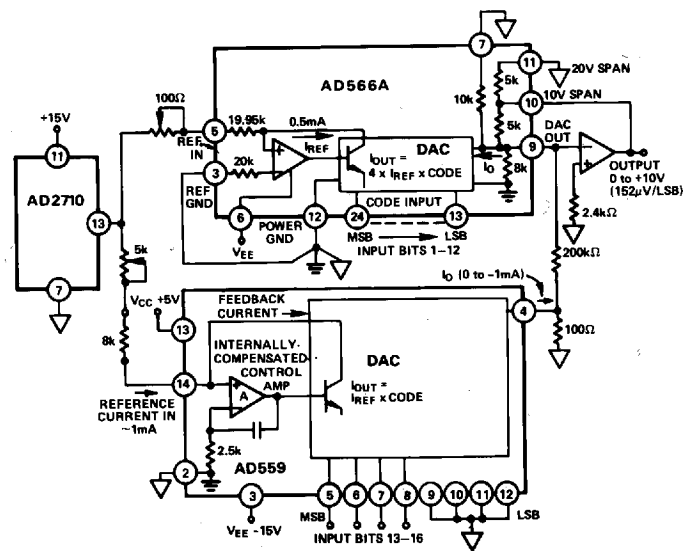 7
11
20V SPAN
5k
AD566A
100Ω
10k
10
10V SPAN
+15V
5
19.95k
0.5mA
5k
DAC
OUT
REF
IN
IREF
DAC
9
11
3
20k
IOUT =
4 × IREF × CODE
IO
8k
OUTPUT
0 to +10V
(152µV/LSB)
AD2710
REF
GND
13
6
POWER
GND
12
24
CODE INPUT
13
2.4kΩ
VEE
MSB
LSB
INPUT BITS 1–12
5k
200kΩ
7
VCC +5V
FEEDBACK
CURRENT
IO (0 to -1mA)
13
4
8k
INTERNALLY-
COMPENSATED
CONTROL
AMP
DAC
100Ω
14
A
IOUT =
IREF × CODE
REFERENCE
CURRENT IN
~1mA
2.5k
2
AD559
3
5
6
7
8
9
10
11
12
MSB
LSB
VEE -15V
INPUT BITS 13–16